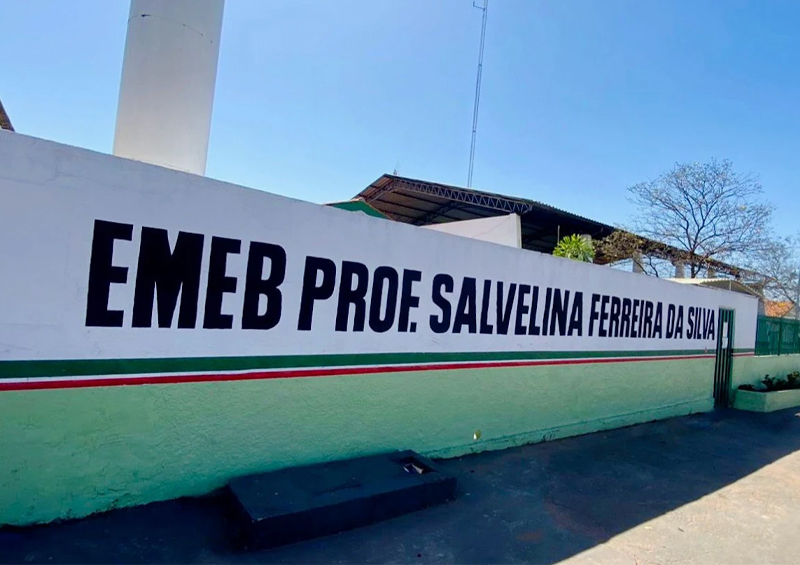 EMEB PROF. SALVELINA FERREIRA DA SILVA